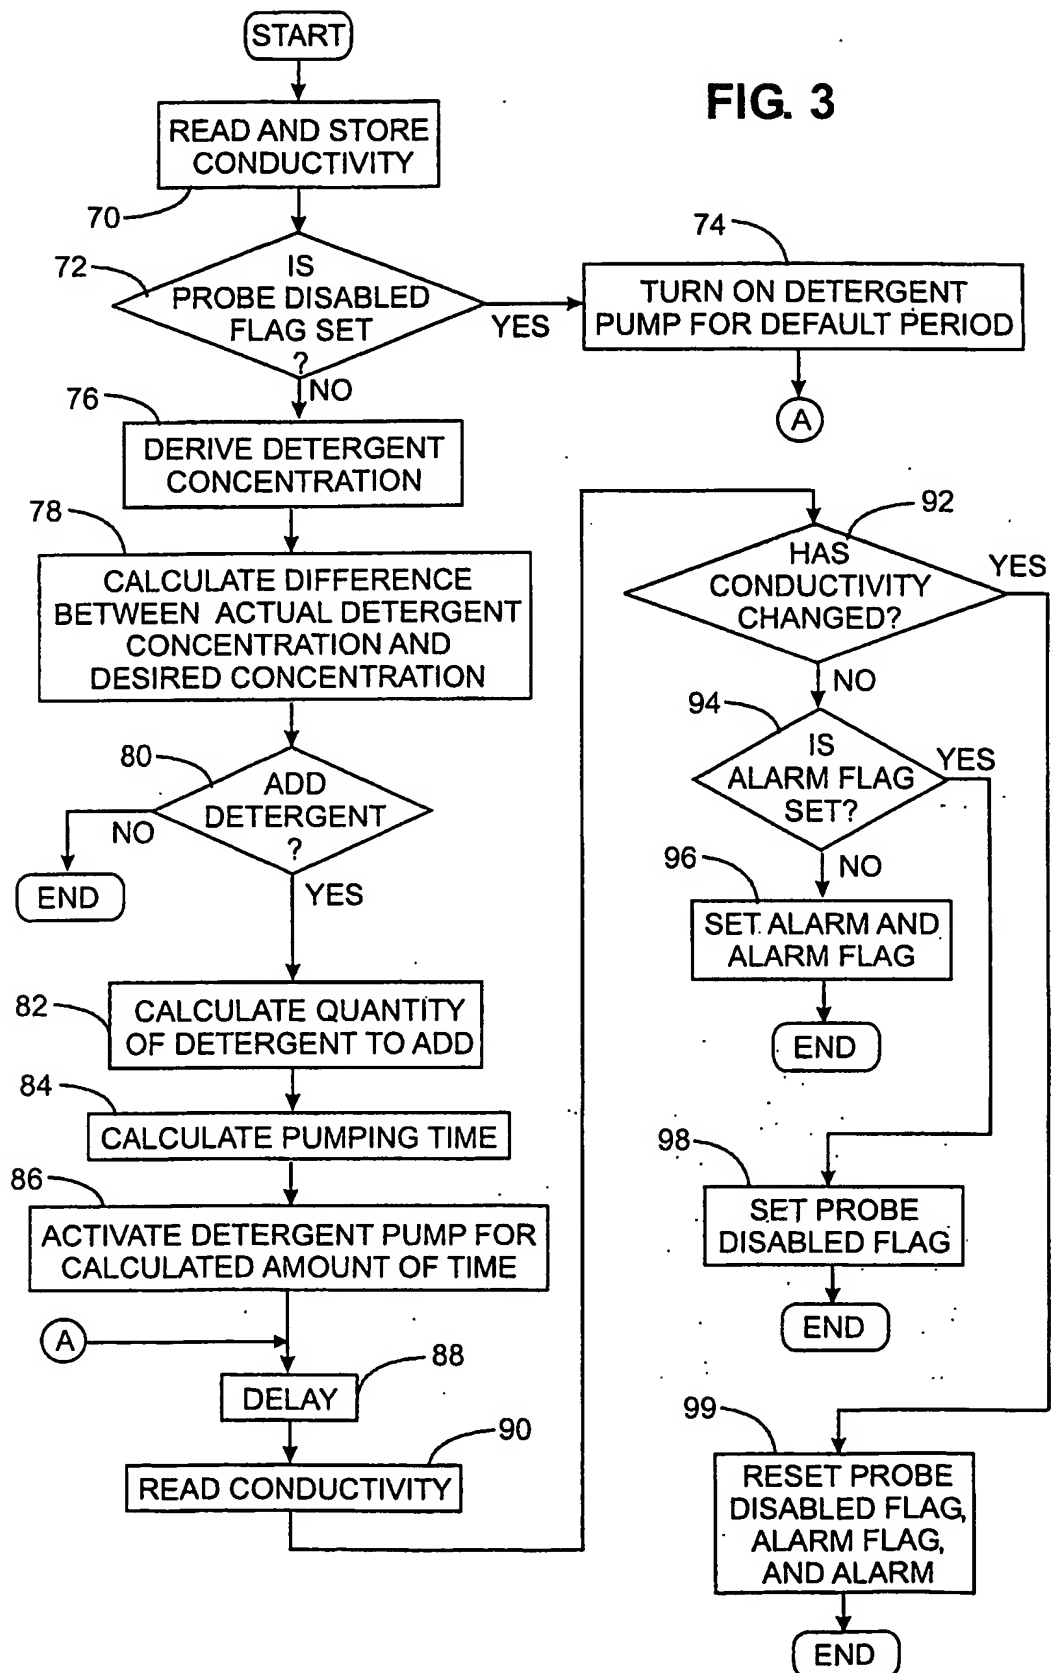 START
FIG. 3
READ AND STORE
CONDUCTIVITY
70
72
IS
PROBE DISABLED
FLAG SET
?
YES
NO
74
TURN ON DETERGENT
PUMP FOR DEFAULT PERIOD
A
76
DERIVE DETERGENT
CONCENTRATION
78
CALCULATE DIFFERENCE
BETWEEN ACTUAL DETERGENT
CONCENTRATION AND
DESIRED CONCENTRATION
80
ADD
DETERGENT
?
NO
END
YES
82
CALCULATE QUANTITY
OF DETERGENT TO ADD
84
CALCULATE PUMPING TIME
86
ACTIVATE DETERGENT PUMP FOR
CALCULATED AMOUNT OF TIME
A
88
DELAY
90
READ CONDUCTIVITY
92
HAS
CONDUCTIVITY
CHANGED?
YES
NO
94
IS
ALARM FLAG
SET?
YES
NO
96
SET ALARM AND
ALARM FLAG
END
98
SET PROBE
DISABLED FLAG
END
99
RESET PROBE
DISABLED FLAG,
ALARM FLAG,
AND ALARM
END